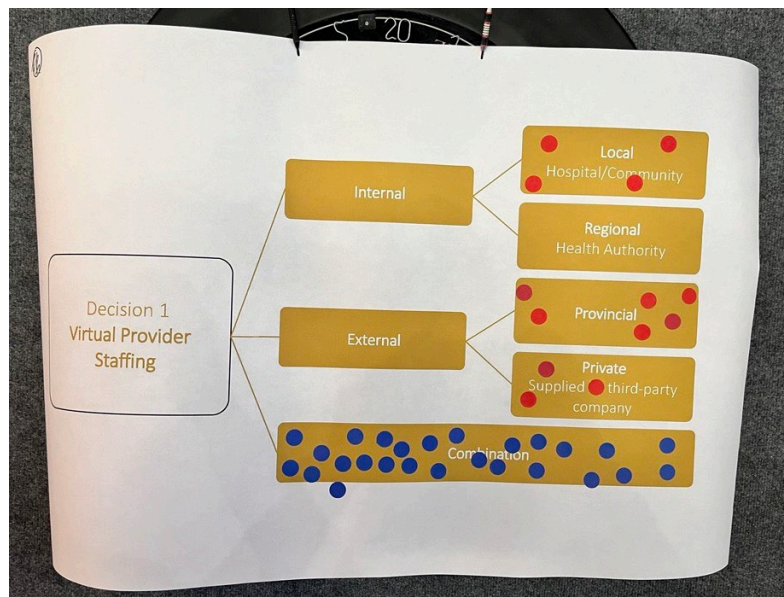 20
Decision 1
Virtual Provider
Staffing
Internal
Local
Hospital/Community
Regional
Health Authority
External
Provincial
Private
Supplied third-party
company
Combination